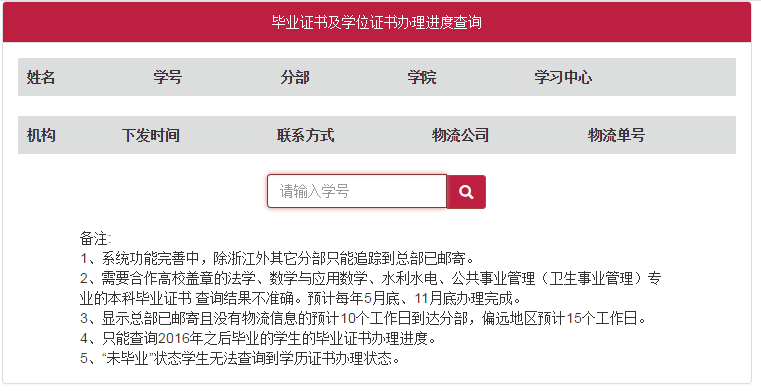 毕业证书及学位证书办理进度查询
姓名 学号 分部 学院 学习中心
机构 下发时间 联系方式 物流公司 物流单号
请输入学号
备注:
1、系统功能完善中，除浙江外其它分部只能追踪到总部已邮寄。
2、需要合作高校盖章的法学、数学与应用数学、水利水电、公共事业管理（卫生事业管理）专
业的本科毕业证书 查询结果不准确。预计每年5月底、11月底办理完成。
3、显示总部已邮寄且没有物流信息的预计10个工作日到达分部，偏远地区预计15个工作日。
4、只能查询2016年之后毕业的学生的毕业证书办理进度。
5、“未毕业”状态学生无法查询到学历证书办理状态。